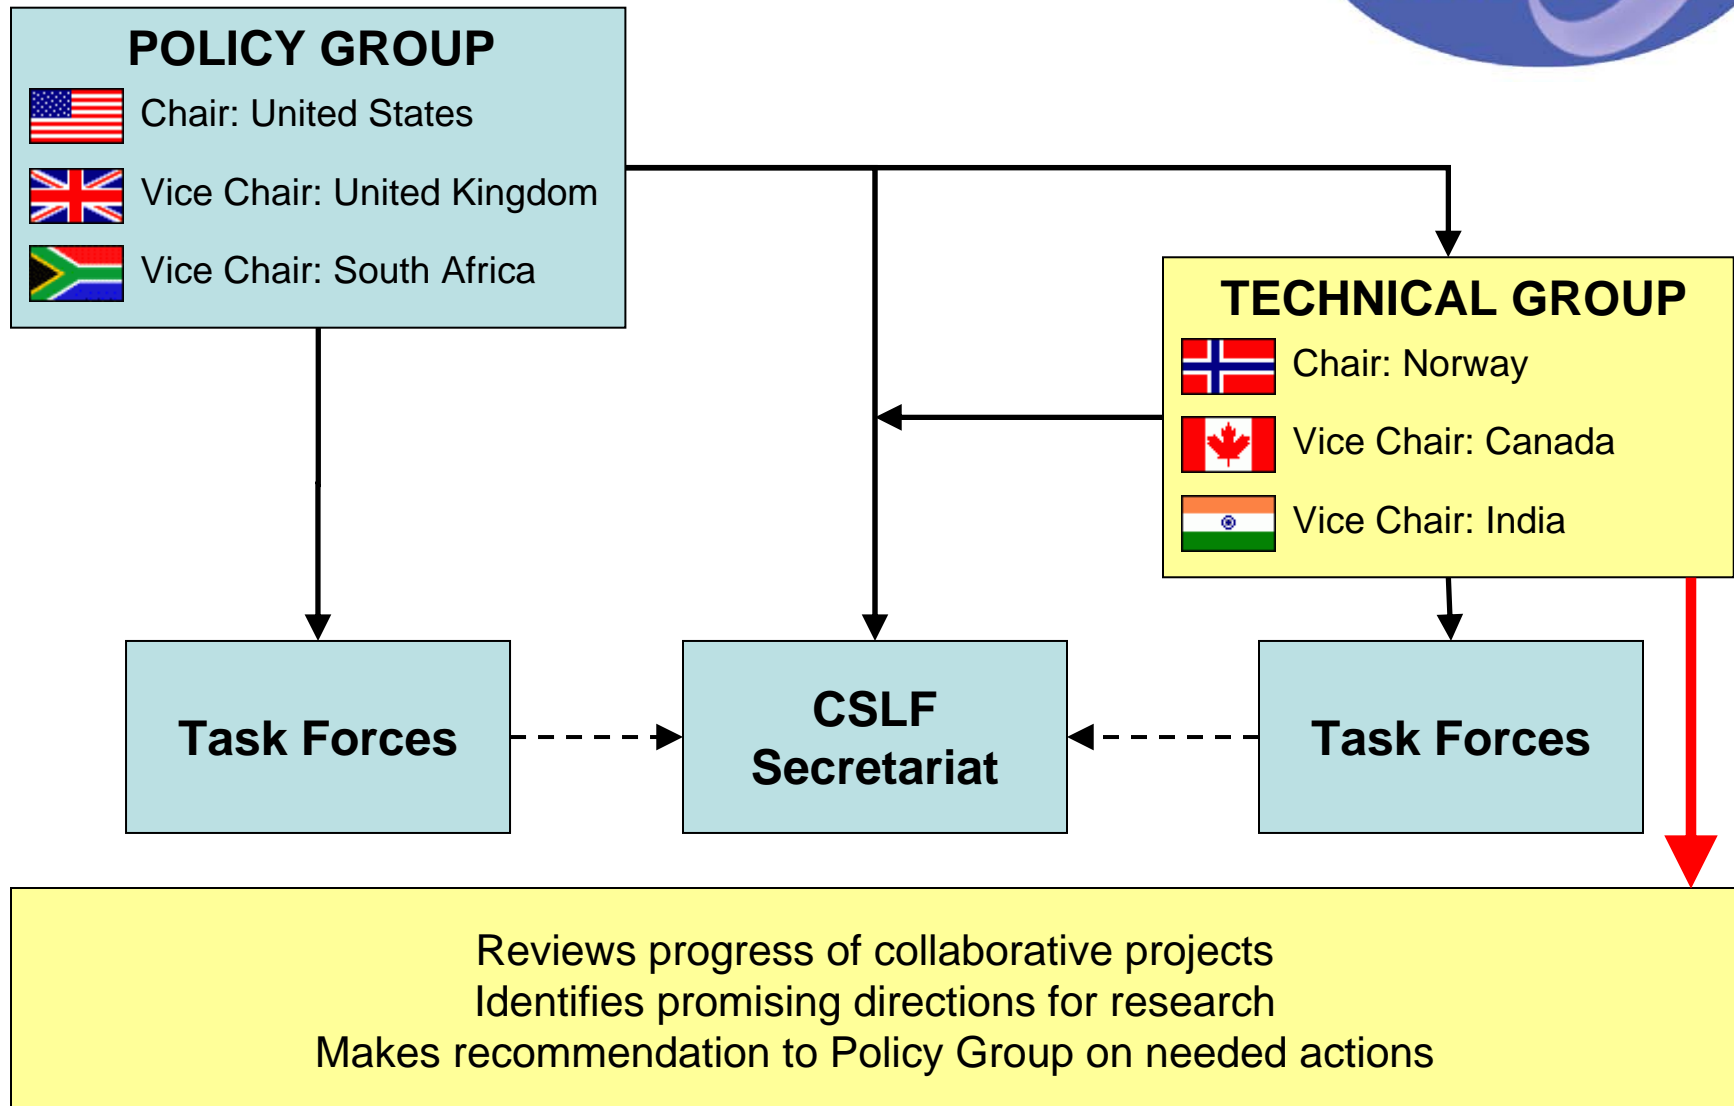 POLICY GROUP
Chair: United States
Vice Chair: United Kingdom
Vice Chair: South Africa
TECHNICAL GROUP
Chair: Norway
Vice Chair: Canada
Vice Chair: India
Task Forces
CSLF
Secretariat
Task Forces
Reviews progress of collaborative projects
Identifies promising directions for research
Makes recommendation to Policy Group on needed actions